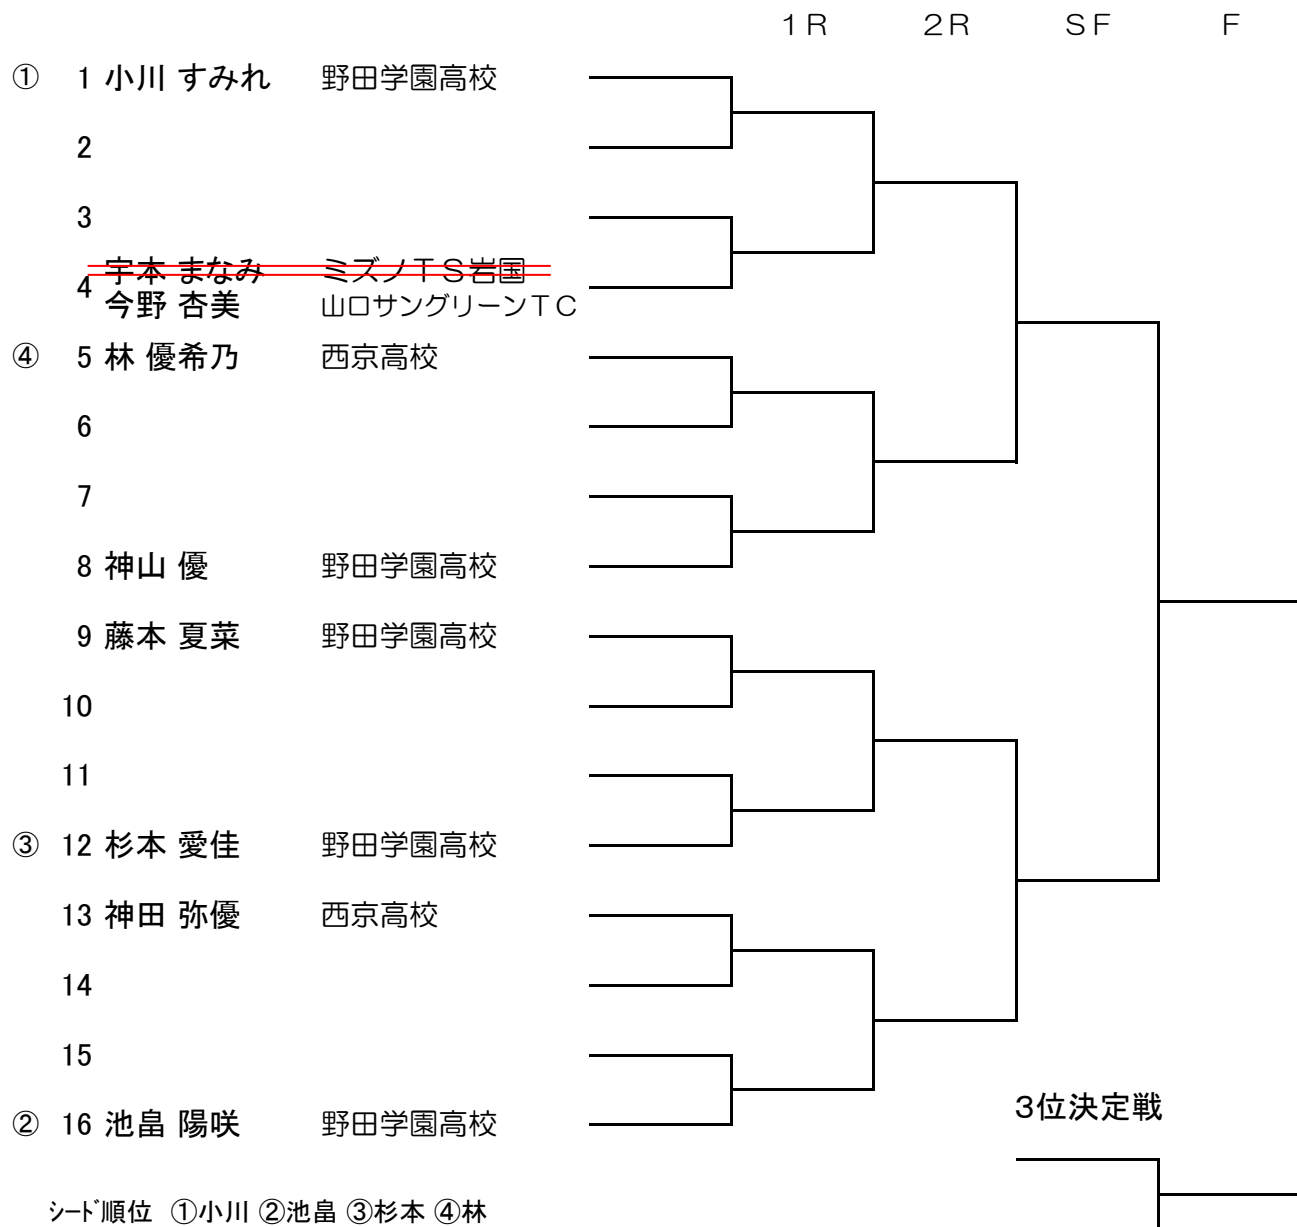 1R 2R SF F
① 1 小川 すみれ 野田学園高校
2
3
宇本 まなみ ミズノTS岩国
4
今野 杏美 山口サングリーンTC
④ 5 林 優希乃 西京高校
6
7
8 神山 優 野田学園高校
9 藤本 夏菜 野田学園高校
10
11
③ 12 杉本 愛佳 野田学園高校
13 神田 弥優 西京高校
14
15
② 16 池畠 陽咲 野田学園高校
3位決定戦
シード順位 ①小川 ②池畠 ③杉本 ④林